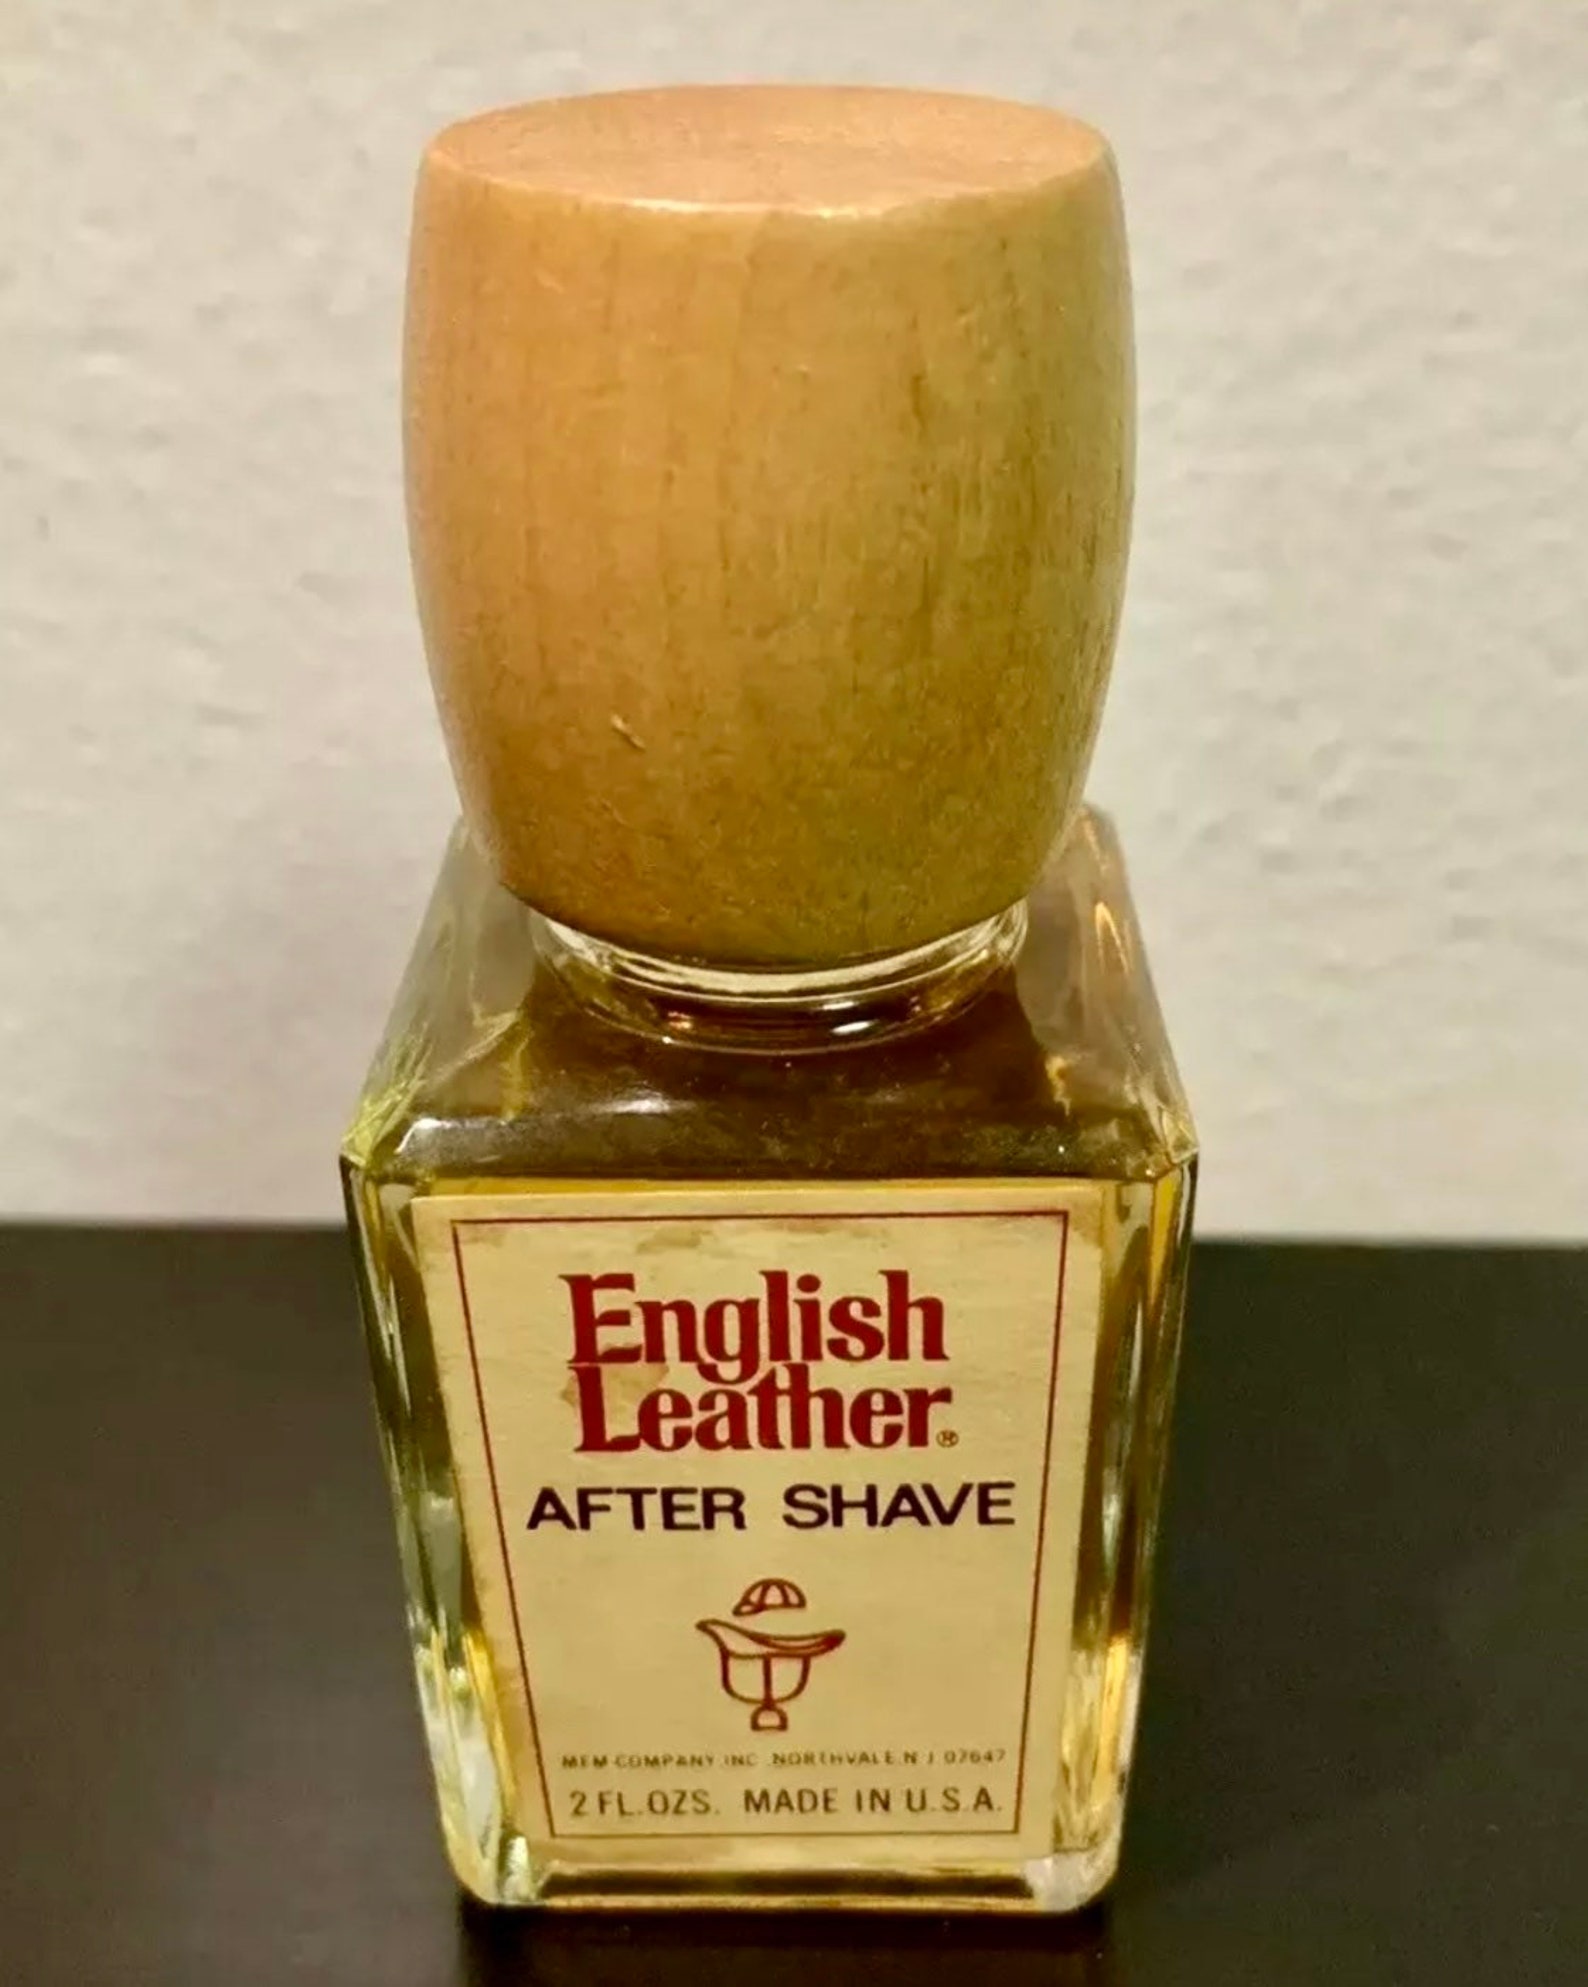 English
Leather®
AFTER SHAVE
MEM COMPANY, INC. NORTHVALE N J 07647
2 FL.OZS. MADE IN U.S.A.